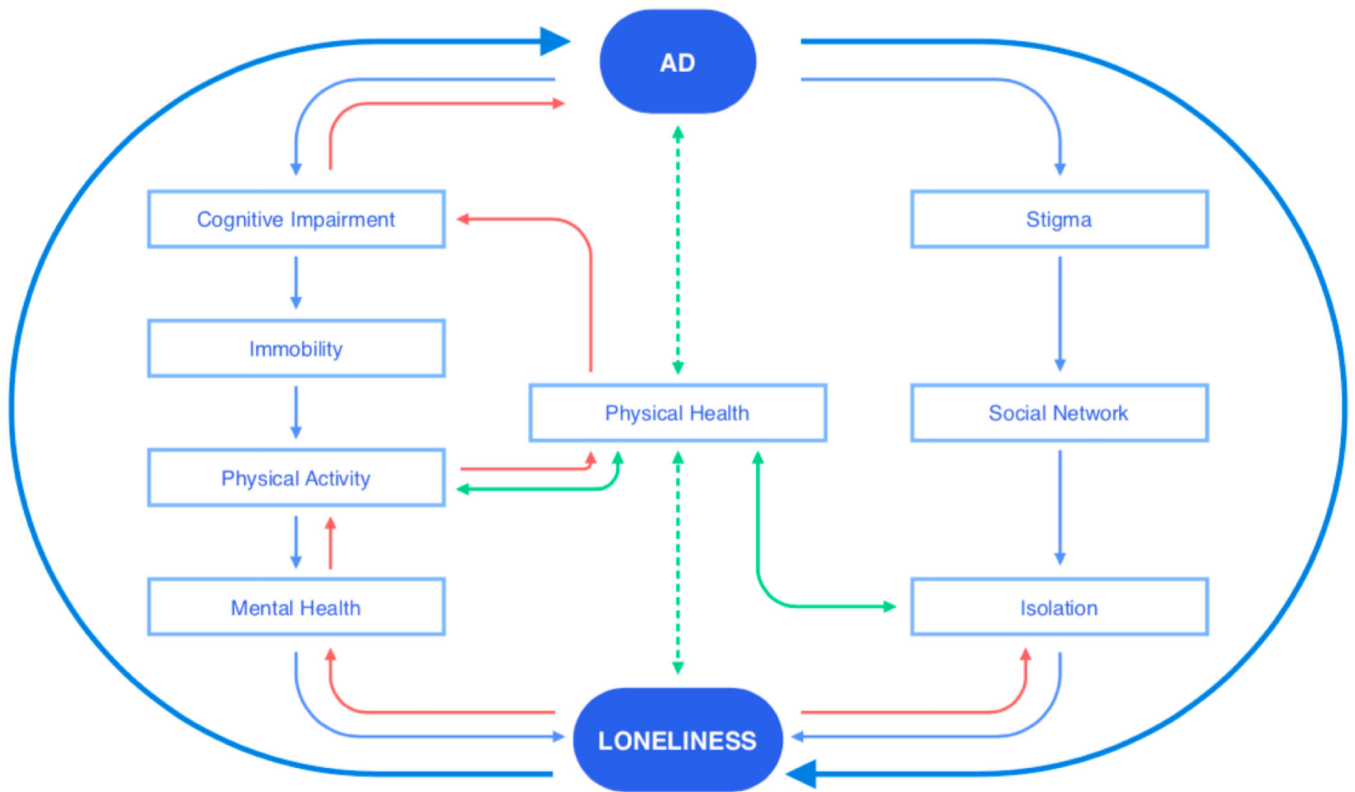 AD
Cognitive Impairment
Stigma
Immobility
Physical Health
Social Network
Physical Activity
Mental Health
Isolation
LONELINESS